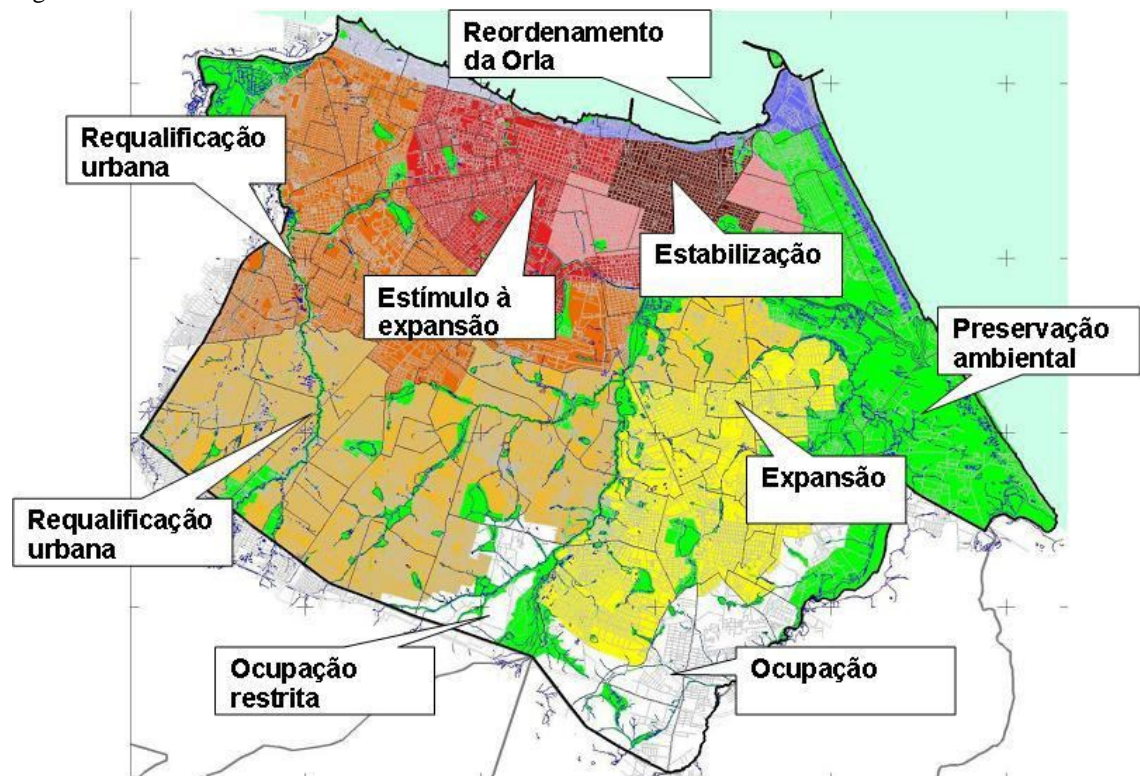 Reordenamento
da Orla
Requalificação
urbana
Estabilização
Estímulo à
expansão
Preservação
ambiental
Expansão
Requalificação
urbana
Ocupação
restrita
Ocupação